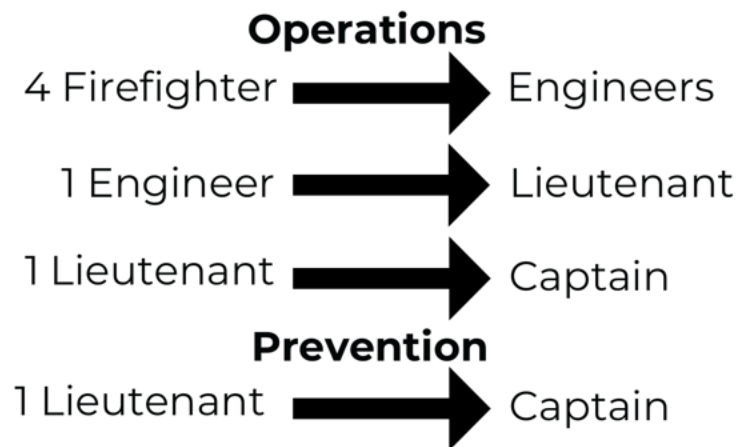 Operations
4 Firefighter Engineers
1 Engineer Lieutenant
1 Lieutenant Captain
Prevention
1 Lieutenant Captain